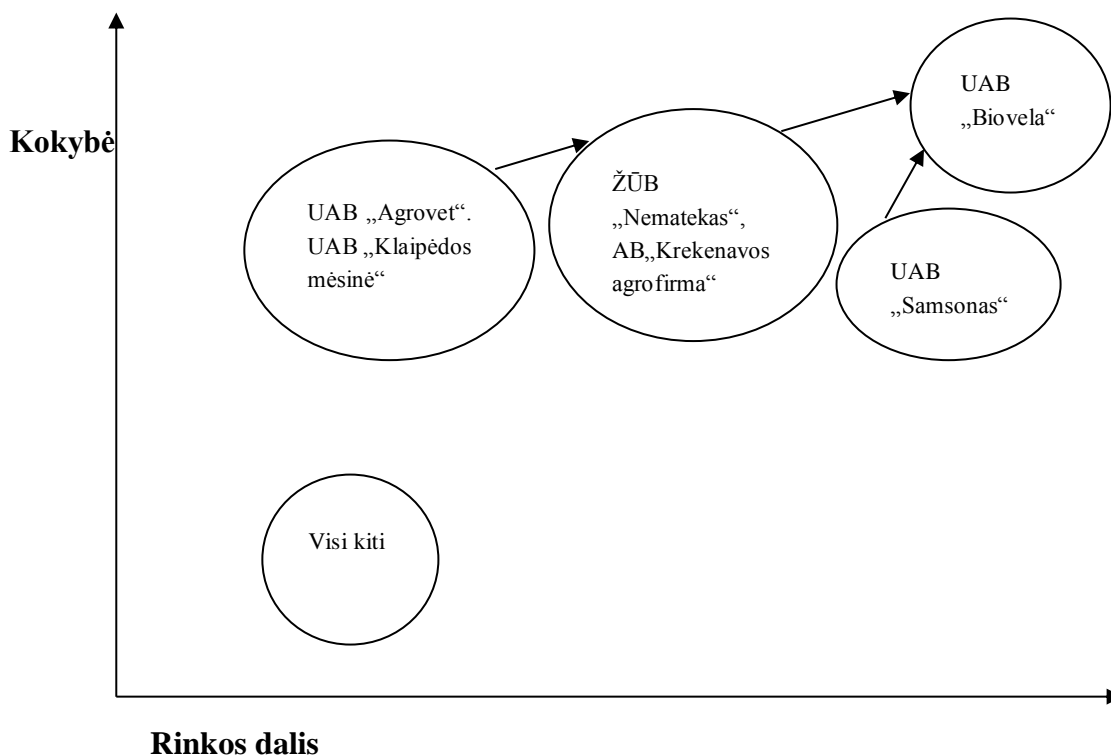 Kokybė
UAB „Agrovet“.
UAB „Klaipėdos
mėsinė“
ŽŪB
„Nematekas“,
AB„Krekenavos
agrofirma“
UAB
„Biovela“
UAB
„Samsonas“
Visi kiti
Rinkos dalis